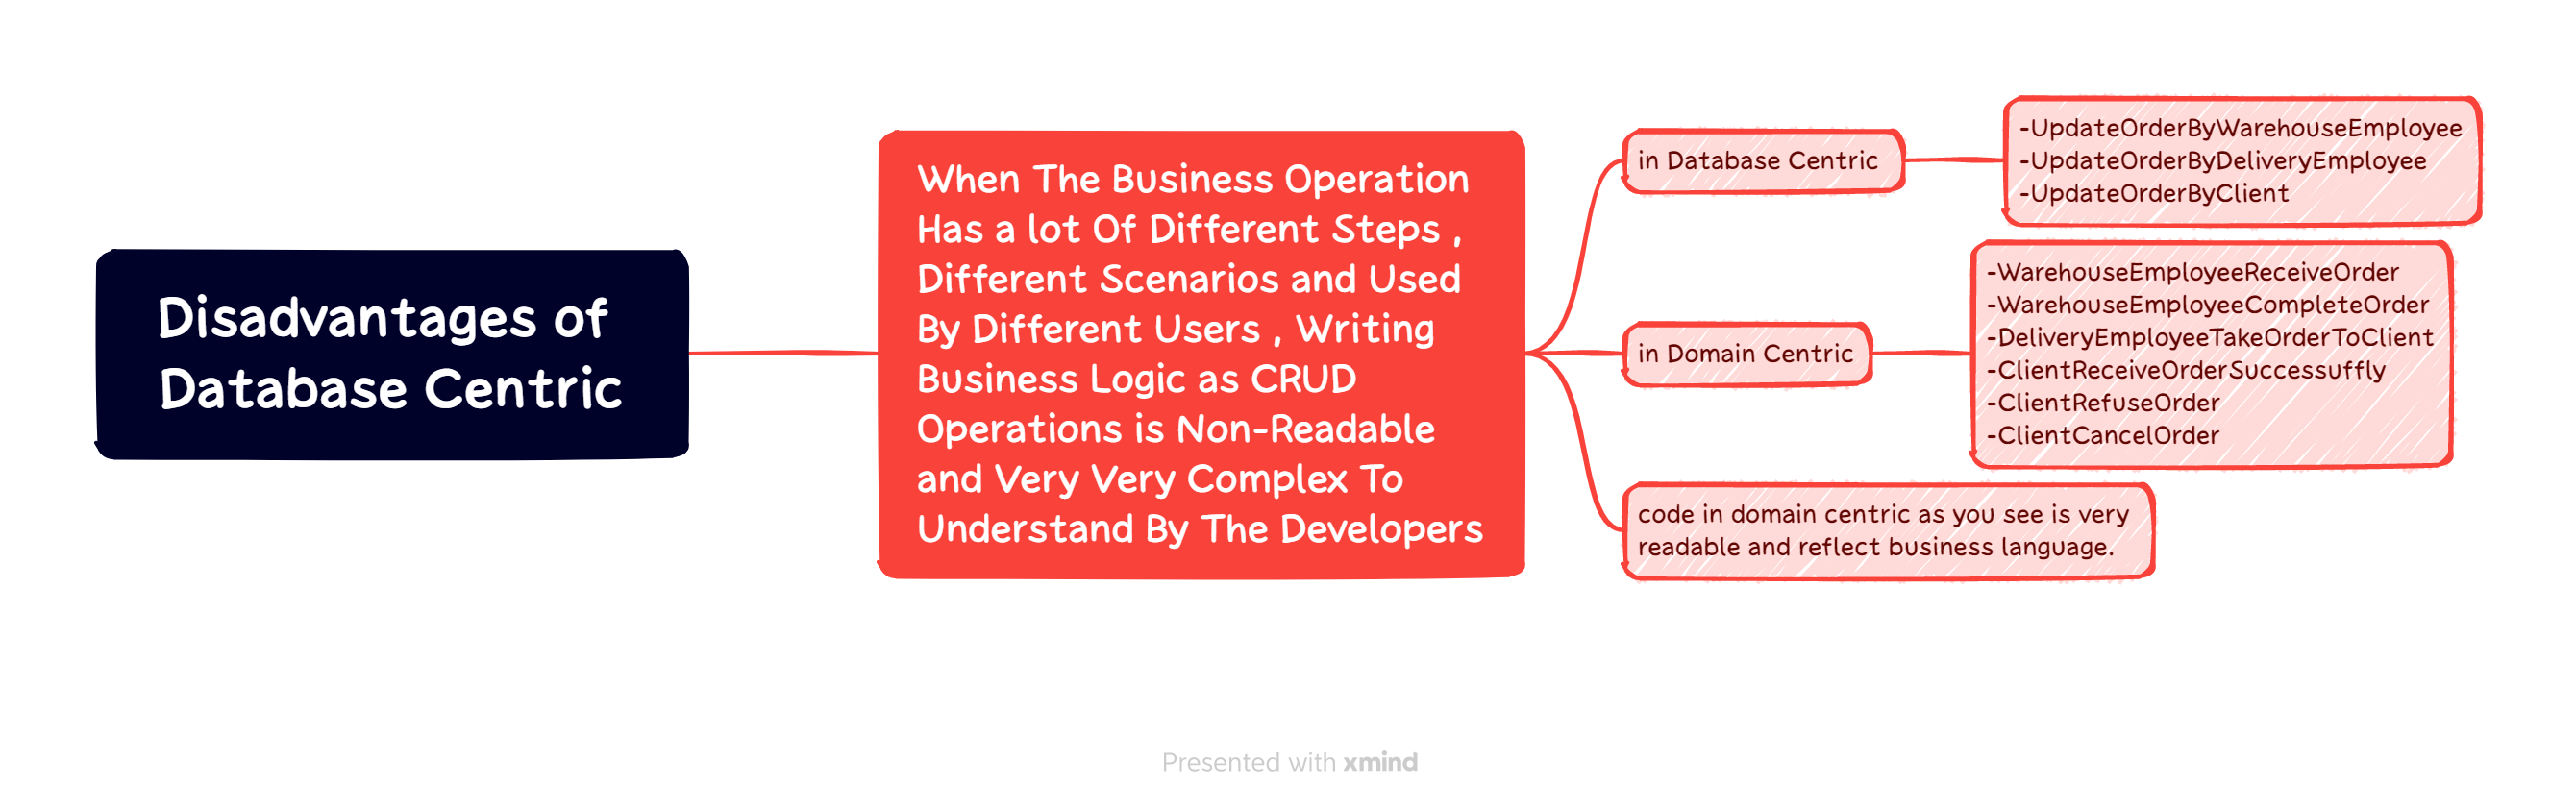 Disadvantages of
Database Centric
When The Business Operation
Has a lot Of Different Steps ,
Different Scenarios and Used
By Different Users , Writing
Business Logic as CRUD
Operations is Non-Readable
and Very Very Complex To
Understand By The Developers
in Database Centric
-UpdateOrderByWarehouseEmployee
-UpdateOrderByDeliveryEmployee
-UpdateOrderByClient
in Domain Centric
-WarehouseEmployeeReceiveOrder
-WarehouseEmployeeCompleteOrder
-DeliveryEmployeeTakeOrderToClient
-ClientReceiveOrderSuccessuffly
-ClientRefuseOrder
-ClientCancelOrder
code in domain centric as you see is very
readable and reflect business language.
Presented with xmind